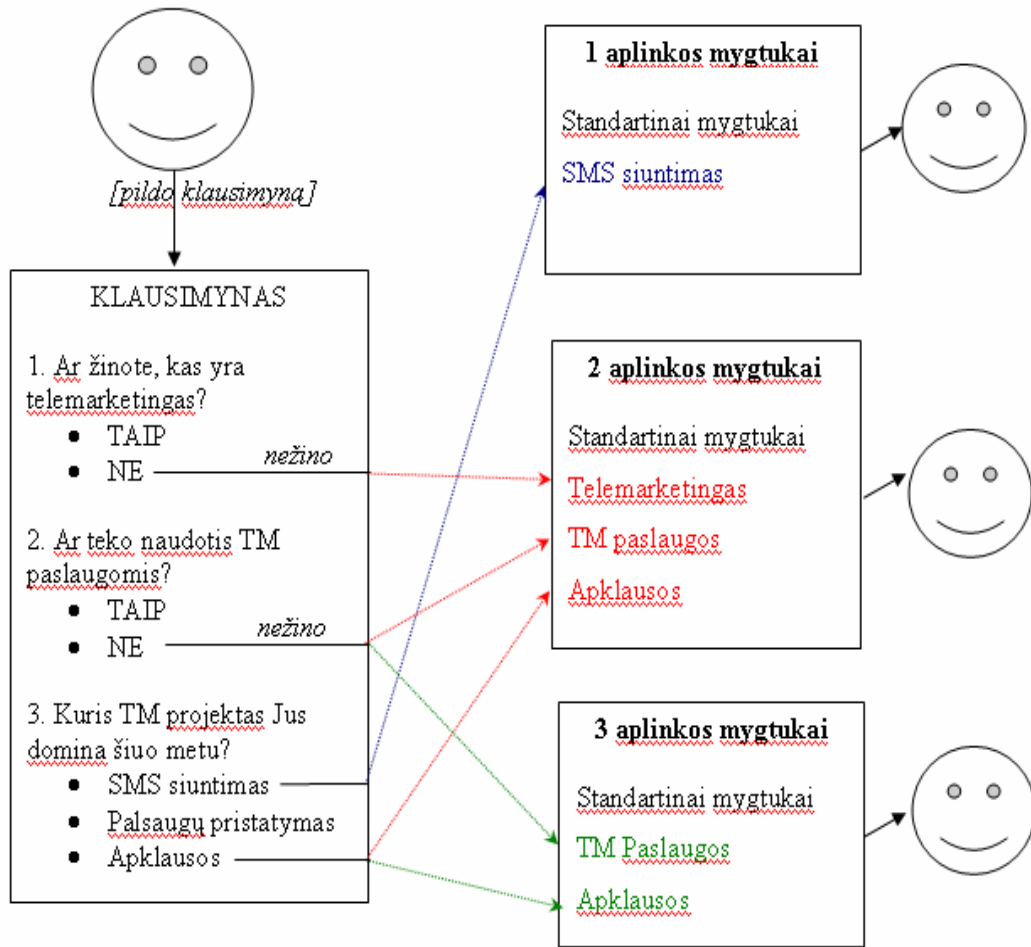 [pildo klausimyną]
KLAUSIMYNAS
1. Ar žinote, kas yra
telemarketingas?
• TAIP
• NE
nežino
2. Ar teko naudotis TM
paslaugomis?
• TAIP
• NE
nežino
3. Kuris TM projektas Jus
domina šiuo metu?
• SMS siuntimas
• Palsaugų pristatymas
• Apklausos
1 aplinkos mygtukai
Standartinai mygtukai
SMS siuntimas
2 aplinkos mygtukai
Standartinai mygtukai
Telemarketingas
TM paslaugos
Apklausos
3 aplinkos mygtukai
Standartinai mygtukai
TM Paslaugos
Apklausos